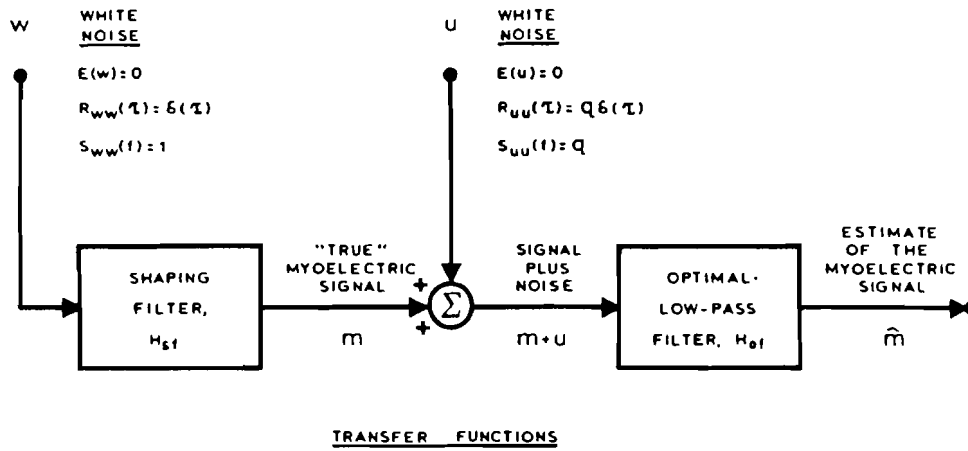 W
WHITE
NOISE
E(w)=0
Rww(τ)=δ(τ)
Sww(f)=1
u
WHITE
NOISE
E(u)=0
Ruu(τ)=qδ(τ)
Suu(f)=q
SHAPING
FILTER,
Hsf
"TRUE"
MYOELECTRIC
SIGNAL
m
+
+
Σ
SIGNAL
PLUS
NOISE
m+u
OPTIMAL-
LOW-PASS
FILTER, Hof
ESTIMATE
OF THE
MYOELECTRIC
SIGNAL
m̂
TRANSFER FUNCTIONS